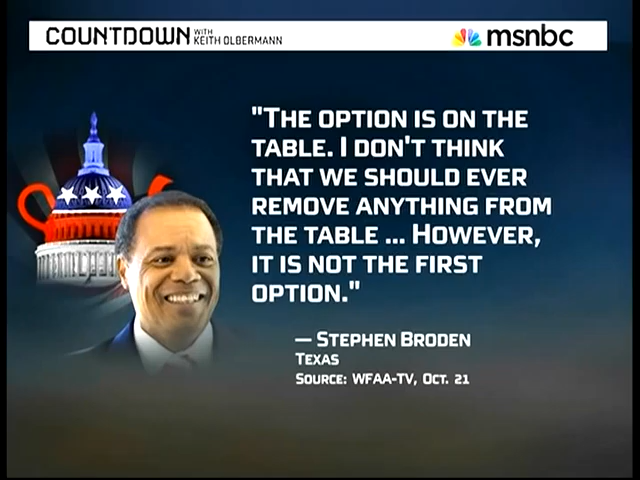 COUNTDOWN WITH KEITH OLBERMANN
msnbc
"THE OPTION IS ON THE
TABLE. I DON'T THINK
THAT WE SHOULD EVER
REMOVE ANYTHING FROM
THE TABLE ... HOWEVER,
IT IS NOT THE FIRST
OPTION."
— STEPHEN BRODEN
TEXAS
SOURCE: WFAA-TV, OCT. 21